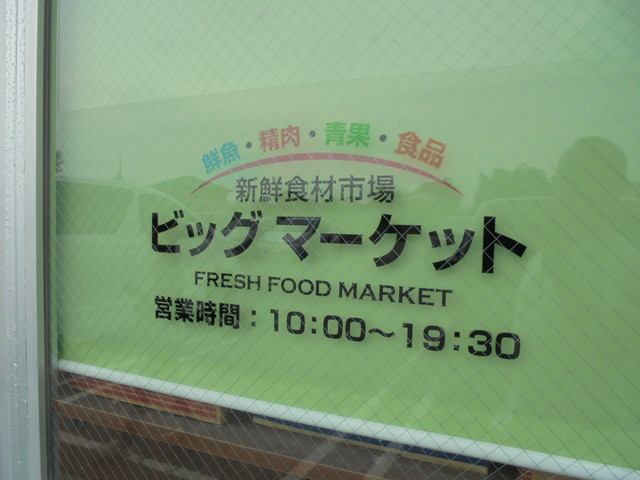 鮮魚・精肉・青果・食品
新鮮食材市場
ビッグマーケット
FRESH FOOD MARKET
営業時間：10:00～19:30